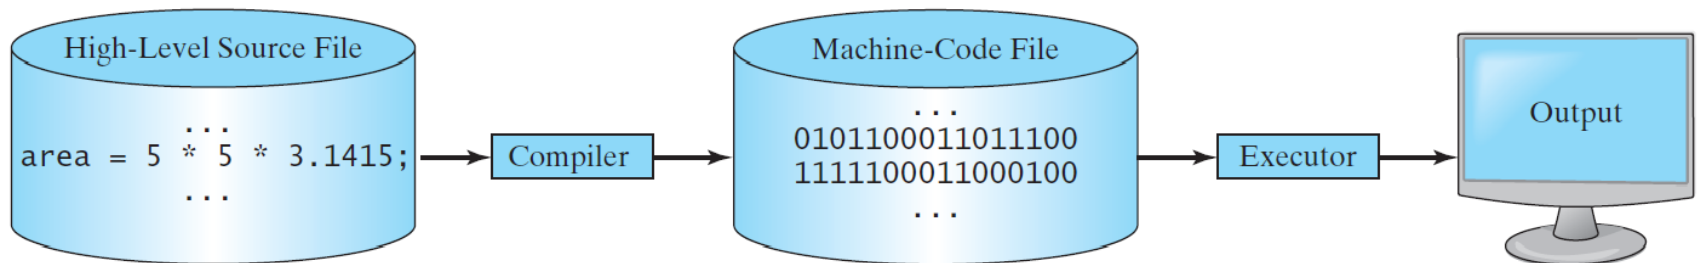 High-Level Source File
...
area = 5 * 5 * 3.1415;
...
Compiler
Machine-Code File
...
0101100011011100
1111100011000100
...
Executor
Output